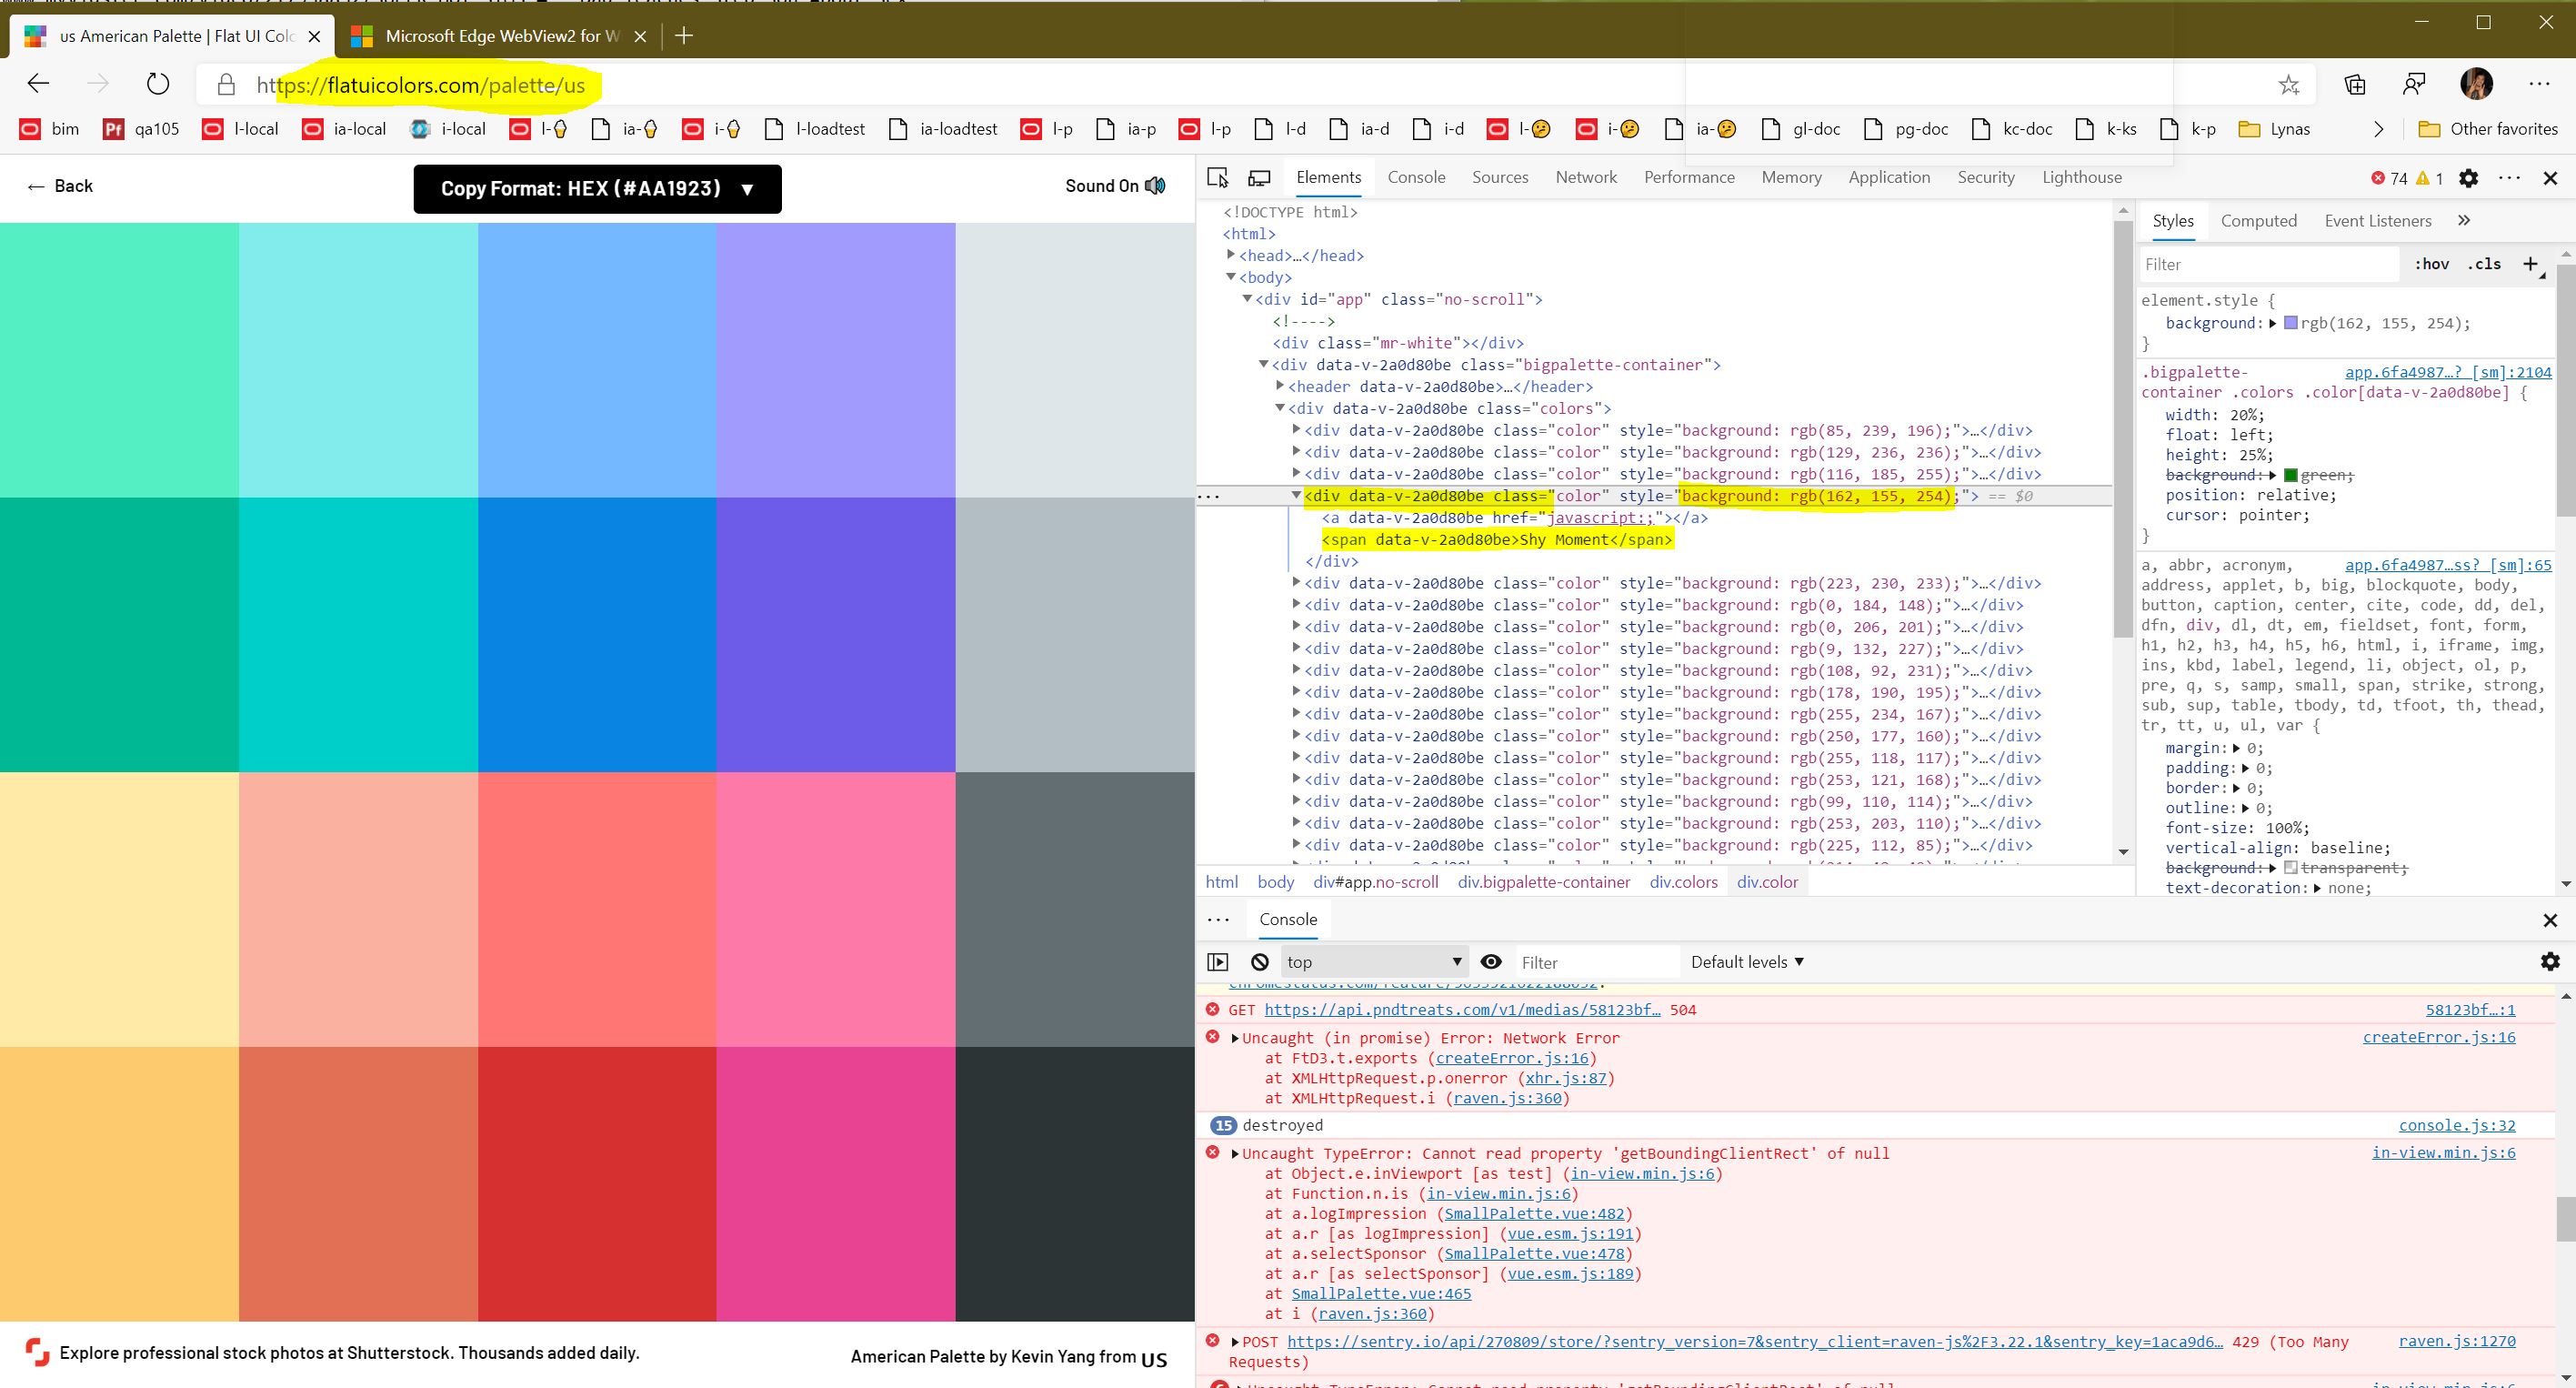 us American Palette | Flat UI Colo
Microsoft Edge WebView2 for W
https://flatuicolors.com/palette/us
bim
qa105
l-local
ia-local
i-local
l-🍦
ia-🍦
i-🍦
l-loadtest
ia-loadtest
l-p
ia-p
l-p
l-d
ia-d
i-d
l-🤔
i-🤔
ia-🤔
gl-doc
pg-doc
kc-doc
k-ks
k-p
Lynas
Other favorites
← Back
Copy Format: HEX (#AA1923) ▼
Sound On
Elements Console Sources Network Performance Memory Application Security Lighthouse
74 1
<!DOCTYPE html>
<html>
<head>…</head>
<body>
<div id="app" class="no-scroll">
<!---->
<div class="mr-white"></div>
<div data-v-2a0d80be class="bigpalette-container">
<header data-v-2a0d80be>…</header>
<div data-v-2a0d80be class="colors">
<div data-v-2a0d80be class="color" style="background: rgb(85, 239, 196);">…</div>
<div data-v-2a0d80be class="color" style="background: rgb(129, 236, 236);">…</div>
<div data-v-2a0d80be class="color" style="background: rgb(116, 185, 255);">…</div>
<div data-v-2a0d80be class="color" style="background: rgb(162, 155, 254);"> == $0
<a data-v-2a0d80be href="javascript:;"></a>
<span data-v-2a0d80be>Shy Moment</span>
</div>
<div data-v-2a0d80be class="color" style="background: rgb(223, 230, 233);">…</div>
<div data-v-2a0d80be class="color" style="background: rgb(0, 184, 148);">…</div>
<div data-v-2a0d80be class="color" style="background: rgb(0, 206, 201);">…</div>
<div data-v-2a0d80be class="color" style="background: rgb(9, 132, 227);">…</div>
<div data-v-2a0d80be class="color" style="background: rgb(108, 92, 231);">…</div>
<div data-v-2a0d80be class="color" style="background: rgb(178, 190, 195);">…</div>
<div data-v-2a0d80be class="color" style="background: rgb(255, 234, 167);">…</div>
<div data-v-2a0d80be class="color" style="background: rgb(250, 177, 160);">…</div>
<div data-v-2a0d80be class="color" style="background: rgb(255, 118, 117);">…</div>
<div data-v-2a0d80be class="color" style="background: rgb(253, 121, 168);">…</div>
<div data-v-2a0d80be class="color" style="background: rgb(99, 110, 114);">…</div>
<div data-v-2a0d80be class="color" style="background: rgb(253, 203, 110);">…</div>
<div data-v-2a0d80be class="color" style="background: rgb(225, 112, 85);">…</div>
html body div#app.no-scroll div.bigpalette-container div.colors div.color
Styles Computed Event Listeners
Filter :hov .cls +
element.style {
background: rgb(162, 155, 254);
}
.bigpalette- app.6fa4987…? [sm]:2104
container .colors .color[data-v-2a0d80be] {
width: 20%;
float: left;
height: 25%;
background: green;
position: relative;
cursor: pointer;
}
a, abbr, acronym, app.6fa4987…ss? [sm]:65
address, applet, b, big, blockquote, body,
button, caption, center, cite, code, dd, del,
dfn, div, dl, dt, em, fieldset, font, form,
h1, h2, h3, h4, h5, h6, html, i, iframe, img,
ins, kbd, label, legend, li, object, ol, p,
pre, q, s, samp, small, span, strike, strong,
sub, sup, table, tbody, td, tfoot, th, thead,
tr, tt, u, ul, var {
margin: 0;
padding: 0;
border: 0;
outline: 0;
font-size: 100%;
vertical-align: baseline;
background: transparent;
text-decoration: none;
Console
top Filter Default levels ▼
GET https://api.pndtreats.com/v1/medias/58123bf… 504 58123bf…:1
Uncaught (in promise) Error: Network Error createError.js:16
at FtD3.t.exports (createError.js:16)
at XMLHttpRequest.p.onerror (xhr.js:87)
at XMLHttpRequest.i (raven.js:360)
15 destroyed console.js:32
Uncaught TypeError: Cannot read property 'getBoundingClientRect' of null in-view.min.js:6
at Object.e.inViewport [as test] (in-view.min.js:6)
at Function.n.is (in-view.min.js:6)
at a.logImpression (SmallPalette.vue:482)
at a.r [as logImpression] (vue.esm.js:191)
at a.selectSponsor (SmallPalette.vue:478)
at a.r [as selectSponsor] (vue.esm.js:189)
at SmallPalette.vue:465
at i (raven.js:360)
POST https://sentry.io/api/270809/store/?sentry_version=7&sentry_client=raven-js%2F3.22.1&sentry_key=1aca9d6… 429 (Too Many raven.js:1270
Requests)
Explore professional stock photos at Shutterstock. Thousands added daily.
American Palette by Kevin Yang from US